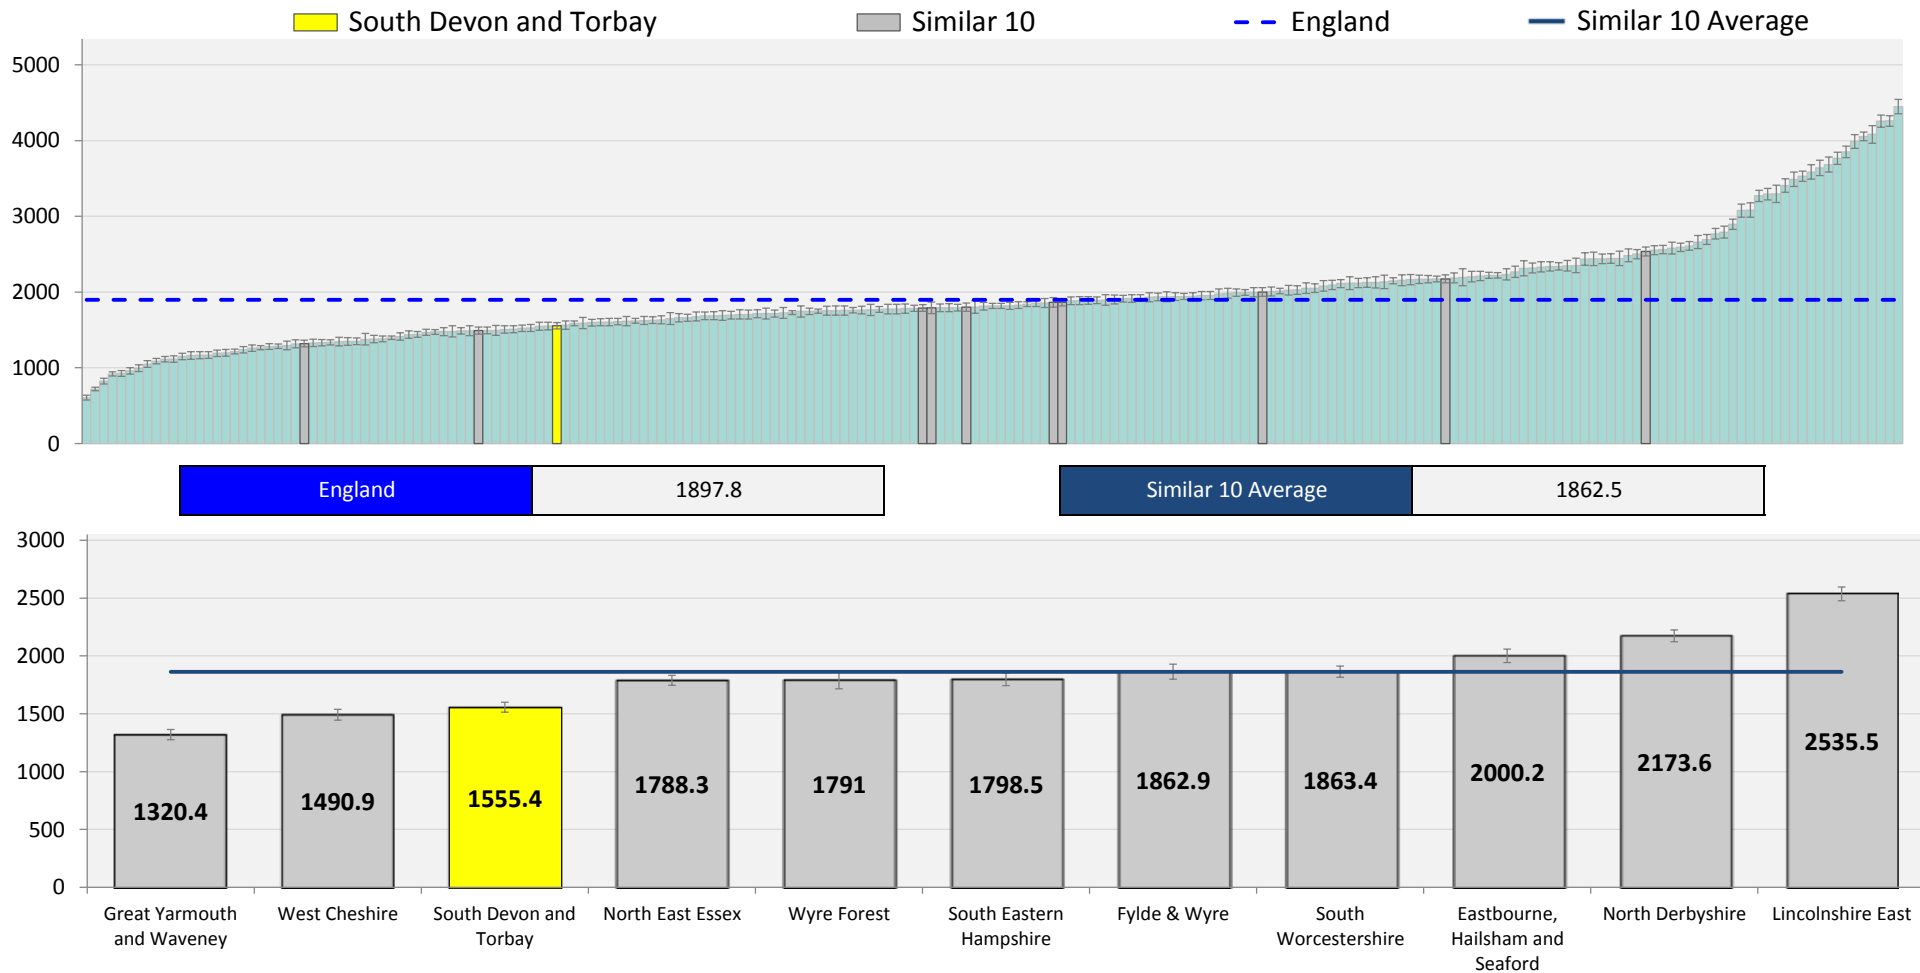 South Devon and Torbay
Similar 10
England
Similar 10 Average
5000
4000
3000
2000
1000
0
England
1897.8
Similar 10 Average
1862.5
3000
2500
2000
1500
1000
500
0
1320.4
1490.9
1555.4
1788.3
1791
1798.5
1862.9
1863.4
2000.2
2173.6
2535.5
Great Yarmouth
and Waveney
West Cheshire
South Devon and
Torbay
North East Essex
Wyre Forest
South Eastern
Hampshire
Fylde & Wyre
South
Worcestershire
Eastbourne,
Hailsham and
Seaford
North Derbyshire
Lincolnshire East